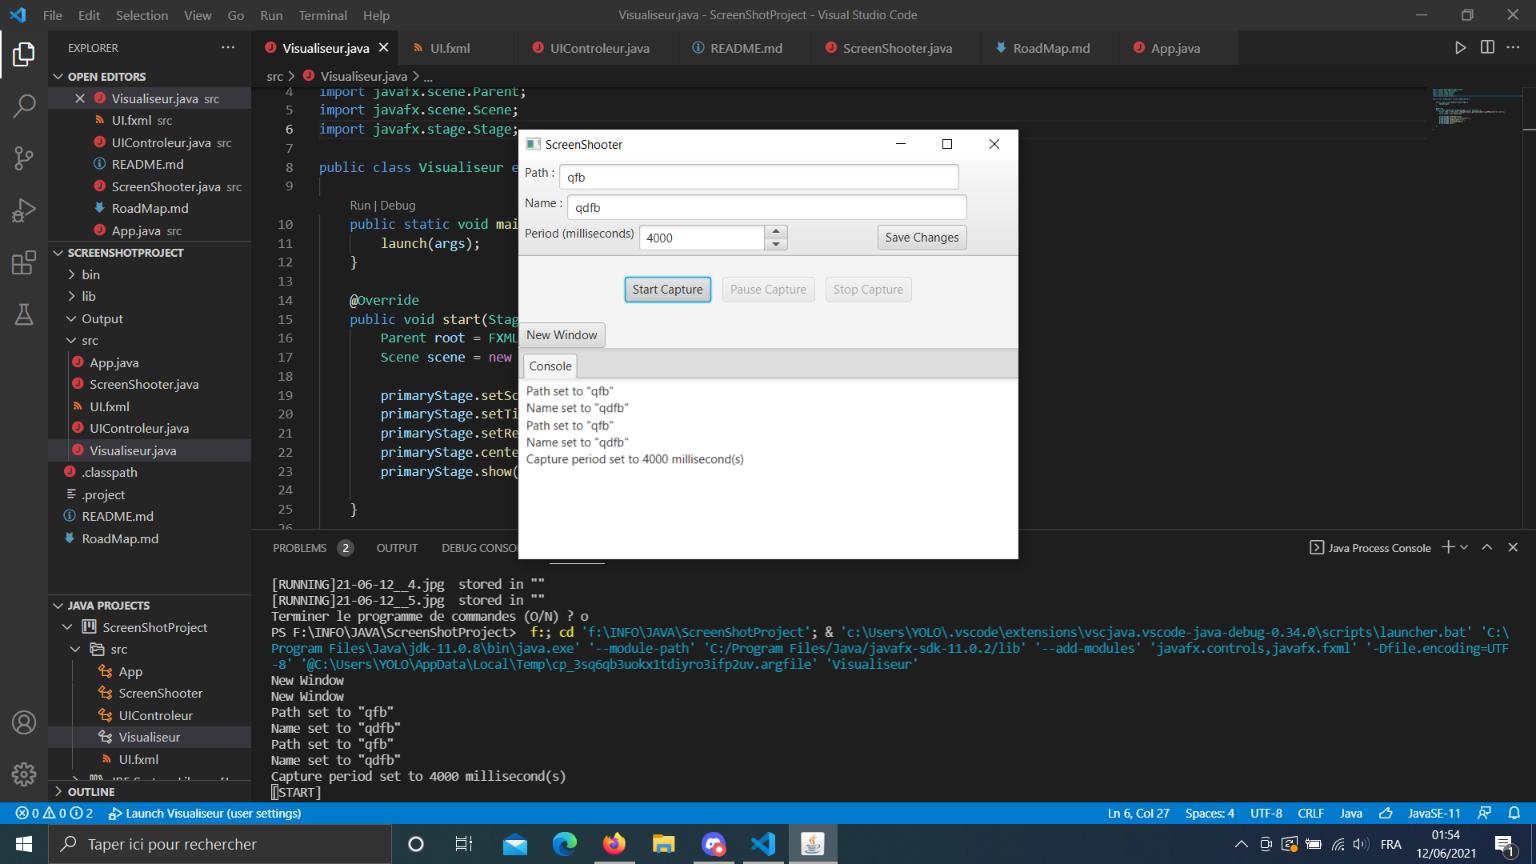 File Edit Selection View Go Run Terminal Help
Visualiseur.java - ScreenShotProject - Visual Studio Code
EXPLORER
OPEN EDITORS
Visualiseur.java src
UI.fxml src
UIControleur.java src
README.md
ScreenShooter.java src
RoadMap.md
App.java src
SCREENSHOTPROJECT
bin
lib
Output
src
App.java
ScreenShooter.java
UI.fxml
UIControleur.java
Visualiseur.java
.classpath
.project
README.md
RoadMap.md
JAVA PROJECTS
ScreenShotProject
src
App
ScreenShooter
UIControleur
Visualiseur
UI.fxml
OUTLINE
Visualiseur.java UI.fxml UIControleur.java README.md ScreenShooter.java RoadMap.md App.java
src > Visualiseur.java > ...
4 import javafx.scene.Parent;
5 import javafx.scene.Scene;
6 import javafx.stage.Stage;
7
8 public class Visualiseur e
9
Run | Debug
10 public static void mai
11 launch(args);
12 }
13
14 @Override
15 public void start(Stag
16 Parent root = FXML
17 Scene scene = new
18
19 primaryStage.setSc
20 primaryStage.setTi
21 primaryStage.setRe
22 primaryStage.cente
23 primaryStage.show(
24
25 }
26
ScreenShooter
Path : qfb
Name : qdfb
Period (milliseconds) 4000 Save Changes
Start Capture Pause Capture Stop Capture
New Window
Console
Path set to "qfb"
Name set to "qdfb"
Path set to "qfb"
Name set to "qdfb"
Capture period set to 4000 millisecond(s)
PROBLEMS 2 OUTPUT DEBUG CONSO
Java Process Console
[RUNNING]21-06-12__4.jpg stored in ""
[RUNNING]21-06-12__5.jpg stored in ""
Terminer le programme de commandes (O/N) ? o
PS F:\INFO\JAVA\ScreenShotProject> f:; cd 'f:\INFO\JAVA\ScreenShotProject'; & 'c:\Users\YOLO\.vscode\extensions\vscjava.vscode-java-debug-0.34.0\scripts\launcher.bat' 'C:\
Program Files\Java\jdk-11.0.8\bin\java.exe' '--module-path' 'C:/Program Files/Java/javafx-sdk-11.0.2/lib' '--add-modules' 'javafx.controls,javafx.fxml' '-Dfile.encoding=UTF
-8' '@C:\Users\YOLO\AppData\Local\Temp\cp_3sq6qb3uokx1tdiyro3ifp2uv.argfile' 'Visualiseur'
New Window
New Window
Path set to "qfb"
Name set to "qdfb"
Path set to "qfb"
Name set to "qdfb"
Capture period set to 4000 millisecond(s)
[START]
0 0 2 Launch Visualiseur (user settings) Ln 6, Col 27 Spaces: 4 UTF-8 CRLF Java JavaSE-11
Taper ici pour rechercher
FRA
01:54
12/06/2021
1